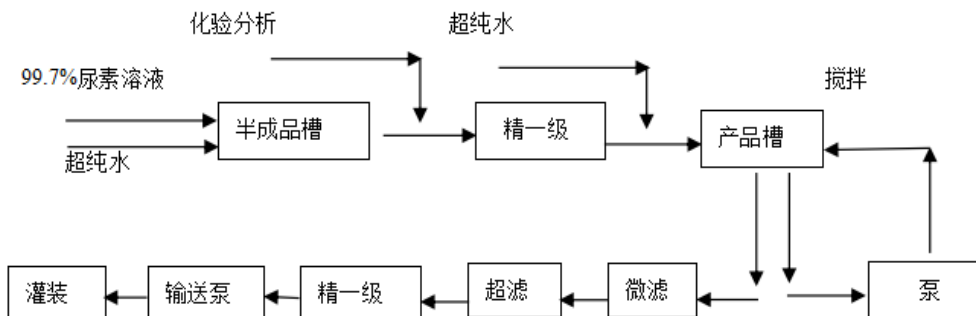 化验分析
超纯水
99.7%尿素溶液
搅拌
半成品槽
精一级
产品槽
超纯水
灌装
输送泵
精一级
超滤
微滤
泵